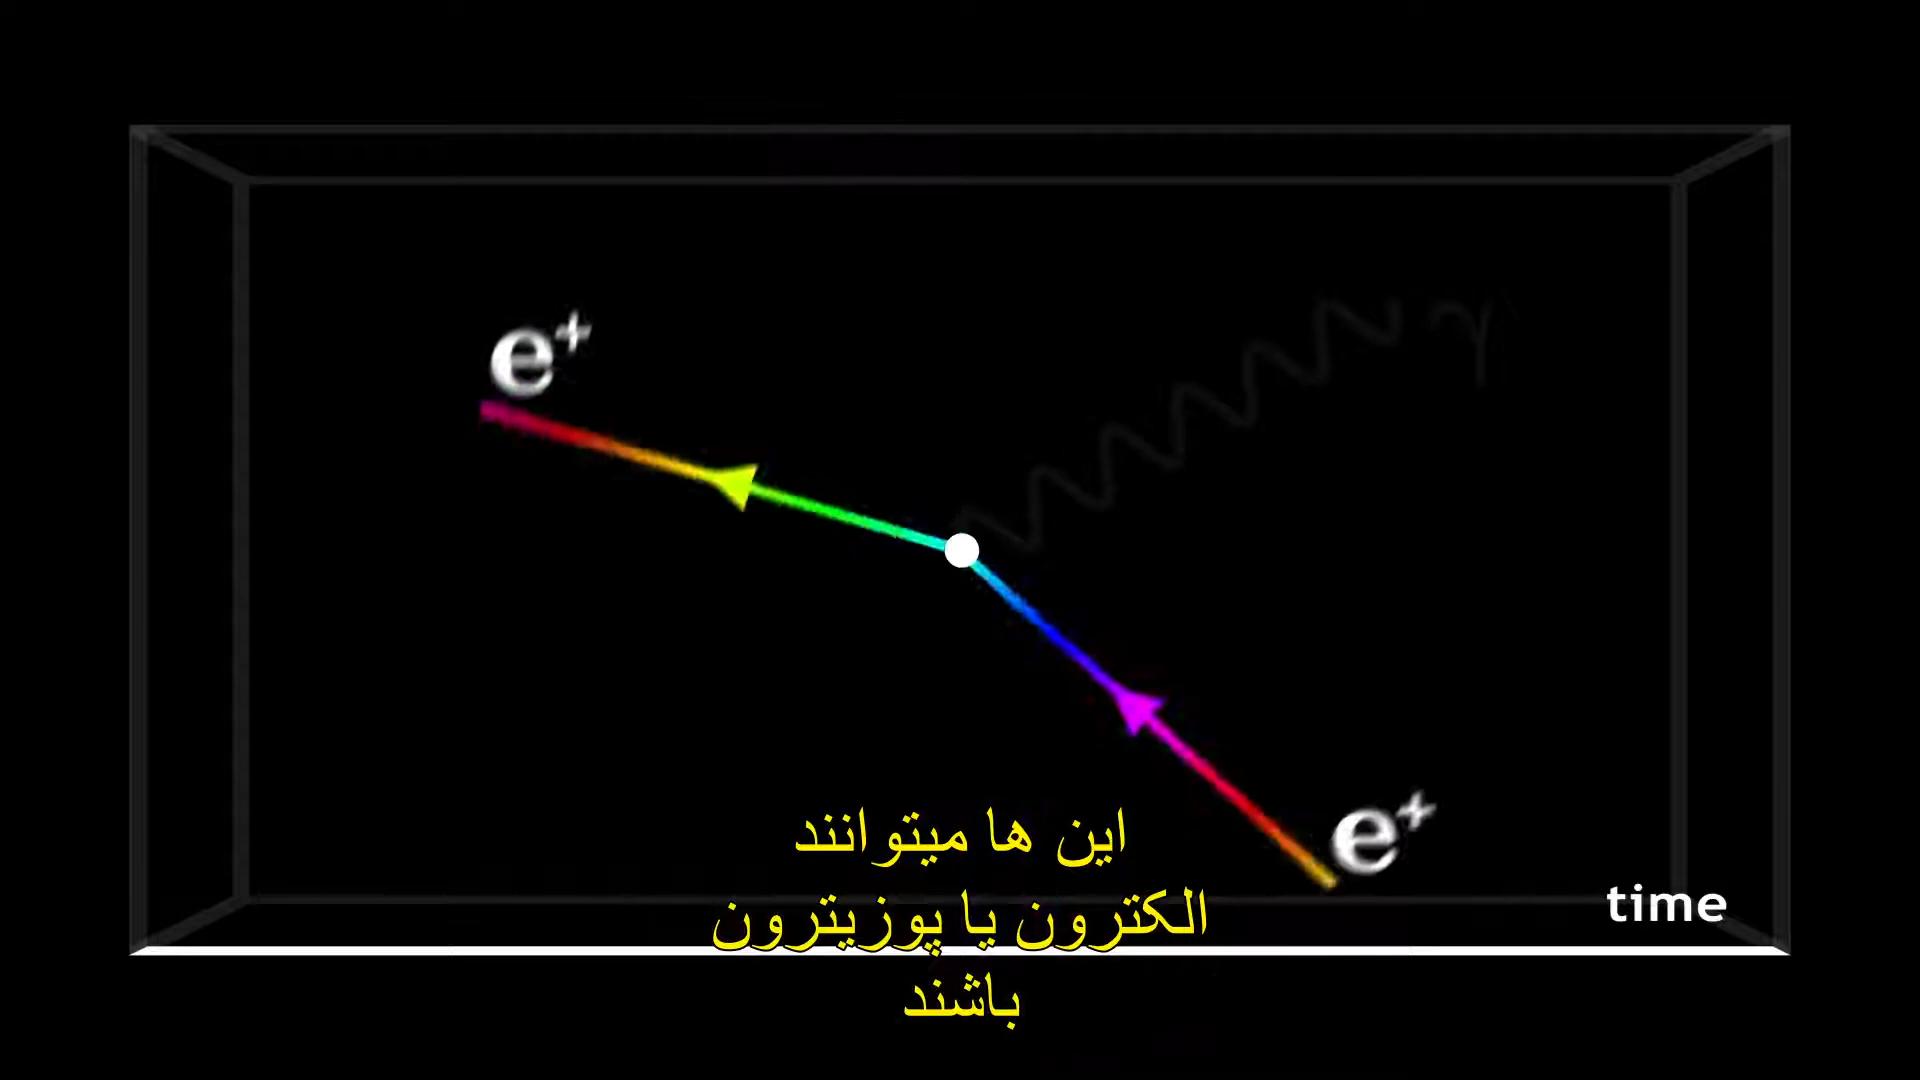 e⁺
γ
e⁺
time
این ها میتوانند
الکترون یا پوزیترون
باشند